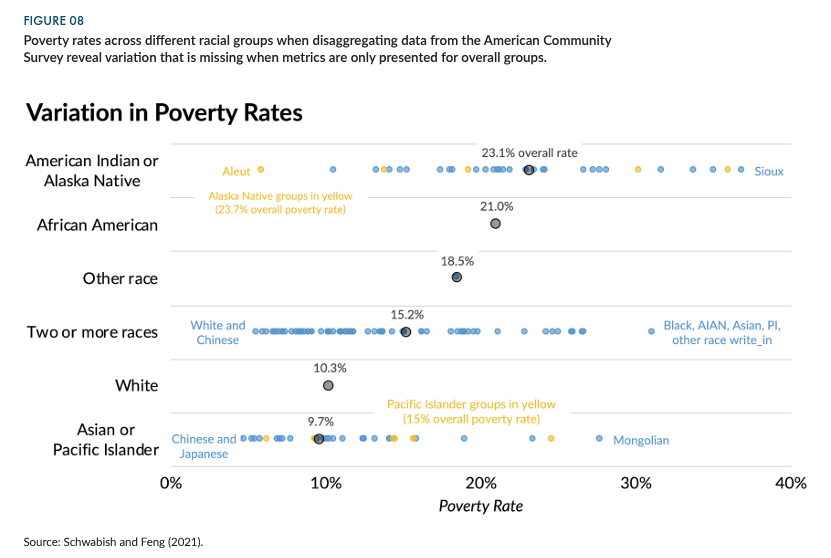 FIGURE 08
Poverty rates across different racial groups when disaggregating data from the American Community
Survey reveal variation that is missing when metrics are only presented for overall groups.
Variation in Poverty Rates
American Indian or
Alaska Native
Aleut
23.1% overall rate
Sioux
Alaska Native groups in yellow
(23.7% overall poverty rate)
African American
21.0%
Other race
18.5%
Two or more races
White and
Chinese
15.2%
Black, AIAN, Asian, PI,
other race write_in
White
10.3%
Asian or
Pacific Islander
Chinese and
Japanese
9.7%
Pacific Islander groups in yellow
(15% overall poverty rate)
Mongolian
0%
10%
20%
30%
40%
Poverty Rate
Source: Schwabish and Feng (2021).